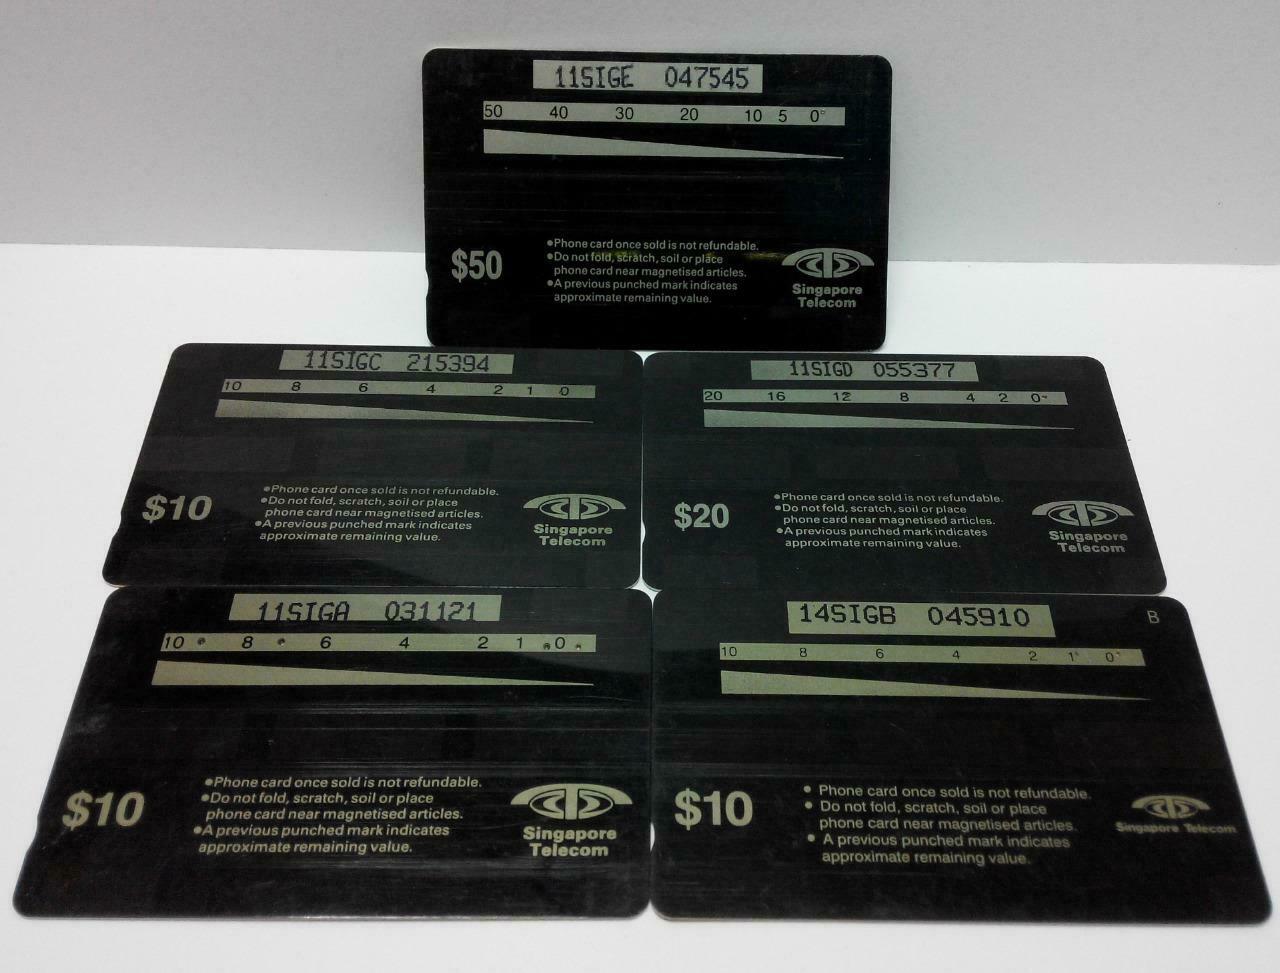 11SIGE 047545
50 40 30 20 10 5 0
$50
•Phone card once sold is not refundable.
•Do not fold, scratch, soil or place
phone card near magnetised articles.
•A previous punched mark indicates
approximate remaining value.
Singapore
Telecom
11SIGC 215394
10 8 6 4 2 1 0
$10
•Phone card once sold is not refundable.
•Do not fold, scratch, soil or place
phone card near magnetised articles.
•A previous punched mark indicates
approximate remaining value.
Singapore
Telecom
11SIGD 055377
20 16 12 8 4 2 0
$20
•Phone card once sold is not refundable.
•Do not fold, scratch, soil or place
phone card near magnetised articles.
•A previous punched mark indicates
approximate remaining value.
Singapore
Telecom
11SIGA 031121
10 8 6 4 2 1 0
$10
•Phone card once sold is not refundable.
•Do not fold, scratch, soil or place
phone card near magnetised articles.
•A previous punched mark indicates
approximate remaining value.
Singapore
Telecom
14SIGB 045910
B
10 8 6 4 2 1 0
$10
• Phone card once sold is not refundable.
• Do not fold, scratch, soil or place
phone card near magnetised articles.
• A previous punched mark indicates
approximate remaining value.
Singapore Telecom